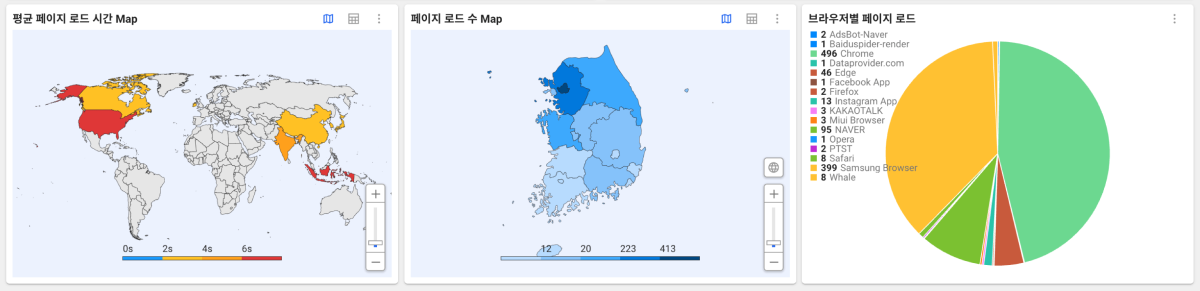 평균 페이지 로드 시간 Map
0s 2s 4s 6s
페이지 로드 수 Map
12 20 223 413
브라우저별 페이지 로드
2 AdsBot-Naver
1 Baiduspider-render
496 Chrome
1 Dataprovider.com
46 Edge
1 Facebook App
2 Firefox
13 Instagram App
3 KAKAOTALK
3 Miui Browser
95 NAVER
1 Opera
2 PTST
8 Safari
399 Samsung Browser
8 Whale